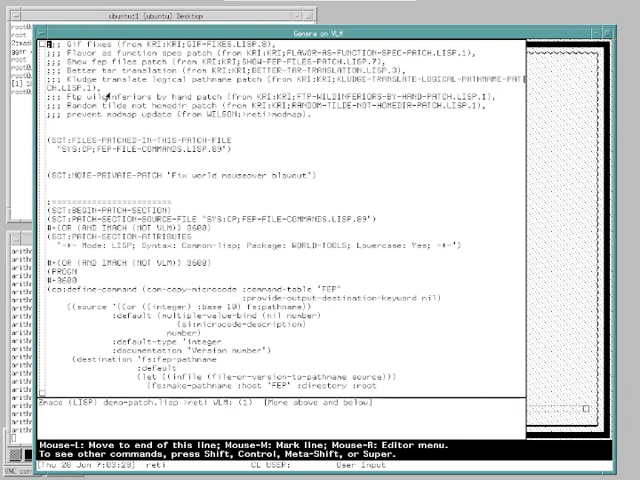 ubuntu:1 (ubuntu) Desktop
Genera on VLM
;;; Gif fixes (from KRI:KRI;GIF-FIXES.LISP.8),
;;; Flavor as function spec patch (from KRI:KRI;FLAVOR-AS-FUNCTION-SPEC-PATCH.LISP.1),
;;; Show fep files patch (from KRI:KRI;SHOW-FEP-FILES-PATCH.LISP.7),
;;; Better tar translation (from KRI:KRI;BETTER-TAR-TRANSLATION.LISP.3),
;;; Kludge translate logical pathname patch (from KRI:KRI;KLUDGE-TRANSLATE-LOGICAL-PATHNAME-PAT
CH.LISP.1),
;;; Ftp wildinferiors by hand patch (from KRI:KRI;FTP-WILDINFERIORS-BY-HAND-PATCH.LISP.1),
;;; Random tilde not homedir patch (from KRI:KRI;RANDOM-TILDE-NOT-HOMEDIR-PATCH.LISP.1),
;;; prevent modmap update (from WILSON:>reti>modmap).
(SCT:FILES-PATCHED-IN-THIS-PATCH-FILE
"SYS:CP;FEP-FILE-COMMANDS.LISP.89")
(SCT:NOTE-PRIVATE-PATCH "Fix world mouseover blowout")
;=====================
(SCT:BEGIN-PATCH-SECTION)
(SCT:PATCH-SECTION-SOURCE-FILE "SYS:CP;FEP-FILE-COMMANDS.LISP.89")
#+(OR (AND IMACH (NOT VLM)) 3600)
(SCT:PATCH-SECTION-ATTRIBUTES
"-*- Mode: LISP; Syntax: Common-lisp; Package: WORLD-TOOLS; Lowercase: Yes; -*-")
#+(OR (AND IMACH (NOT VLM)) 3600)
(PROGN
#+3600
(cp:define-command (com-copy-microcode :command-table "FEP"
:provide-output-destination-keyword nil)
((source '((or ((integer) :base 10) fs:pathname))
:default (multiple-value-bind (nil number)
(si:microcode-description)
number)
:default-type 'integer
:documentation "Version number")
(destination 'fs:fep-pathname
:default
(let ((infile (file-or-version-to-pathname source)))
(fs:make-pathname :host "FEP" :directory :root
Zmacs (LISP) demo-patch.lisp >reti VLM: (1) [More above and below]
Mouse-L: Move to end of this line; Mouse-M: Mark line; Mouse-R: Editor menu.
To see other commands, press Shift, Control, Meta-Shift, or Super.
[Thu 28 Jun 7:03:28] reti CL USER: User Input